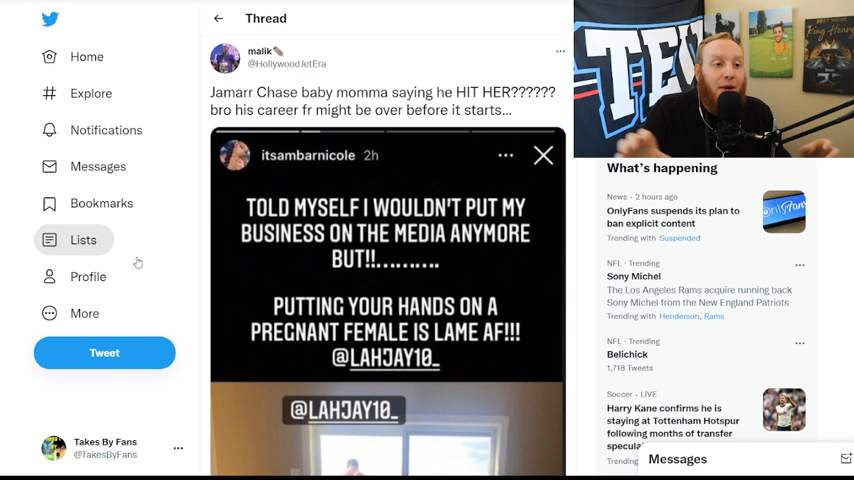 Home
Explore
Notifications
Messages
Bookmarks
Lists
Profile
More
Tweet
Takes By Fans
@TakesByFans
Thread
malik
@HollywoodJetEra
Jamarr Chase baby momma saying he HIT HER??????
bro his career fr might be over before it starts...
itsambarnicole 2h
TOLD MYSELF I WOULDN'T PUT MY
BUSINESS ON THE MEDIA ANYMORE
BUT!!..........
PUTTING YOUR HANDS ON A
PREGNANT FEMALE IS LAME AF!!!
@LAHJAY10_
@LAHJAY10_
What's happening
News · 2 hours ago
OnlyFans suspends its plan to
ban explicit content
Trending with Suspended
NFL · Trending
Sony Michel
The Los Angeles Rams acquire running back
Sony Michel from the New England Patriots
Trending with Henderson, Rams
NFL · Trending
Belichick
1,718 Tweets
Soccer · LIVE
Harry Kane confirms he is
staying at Tottenham Hotspur
following months of transfer
Messages